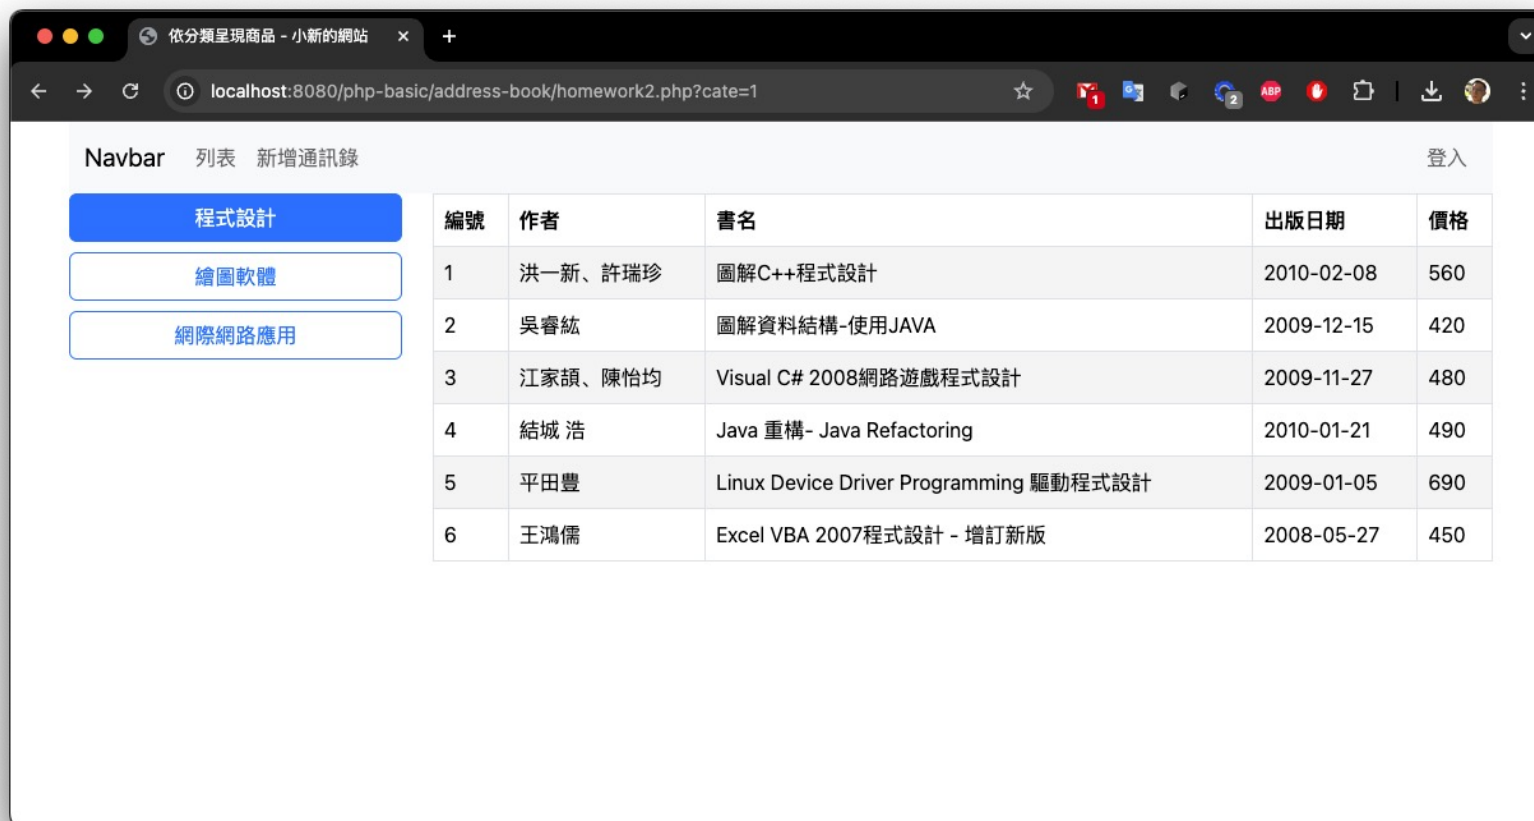 依分類呈現商品 - 小新的網站
localhost:8080/php-basic/address-book/homework2.php?cate=1
1
2
ABP
Navbar 列表 新增通訊錄 登入
程式設計
繪圖軟體
網際網路應用
編號 作者 書名 出版日期 價格
1 洪一新、許瑞珍 圖解C++程式設計 2010-02-08 560
2 吳睿紘 圖解資料結構-使用JAVA 2009-12-15 420
3 江家頡、陳怡均 Visual C# 2008網路遊戲程式設計 2009-11-27 480
4 結城 浩 Java 重構- Java Refactoring 2010-01-21 490
5 平田豊 Linux Device Driver Programming 驅動程式設計 2009-01-05 690
6 王鴻儒 Excel VBA 2007程式設計 - 增訂新版 2008-05-27 450